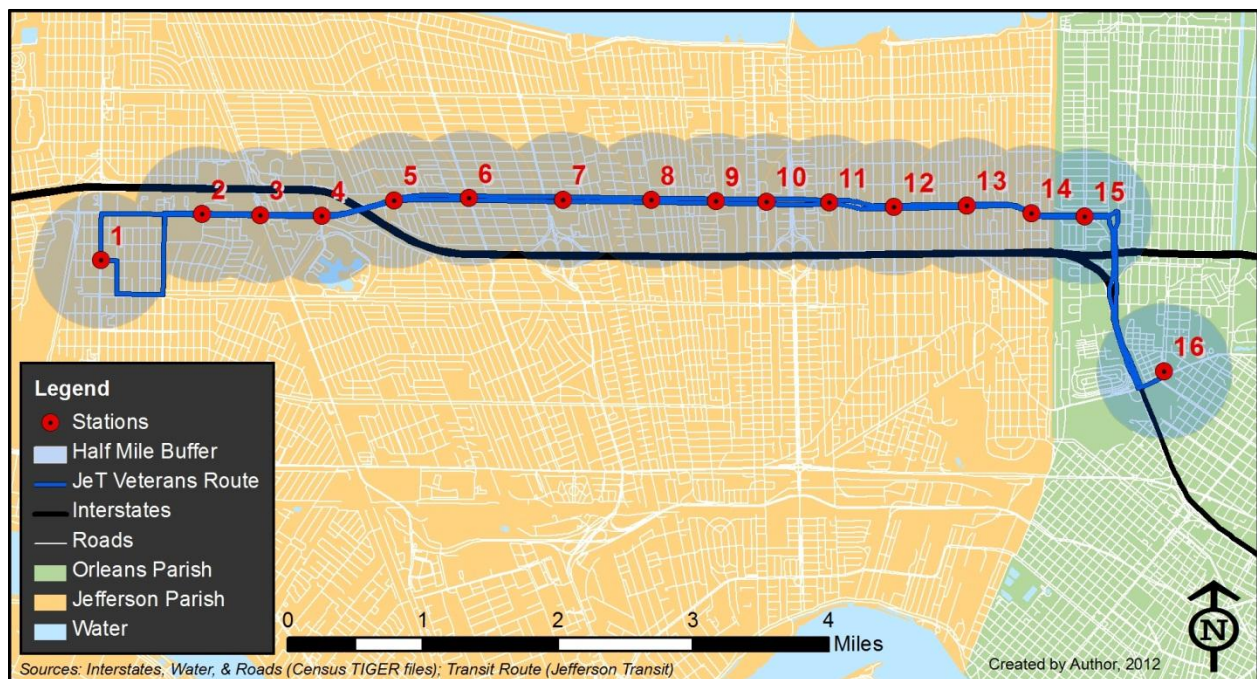 1
2
3
4
5
6
7
8
9
10
11
12
13
14
15
16
Legend
Stations
Half Mile Buffer
JeT Veterans Route
Interstates
Roads
Orleans Parish
Jefferson Parish
Water
0 1 2 3 4
Miles
N
Sources: Interstates, Water, & Roads (Census TIGER files); Transit Route (Jefferson Transit)
Created by Author, 2012